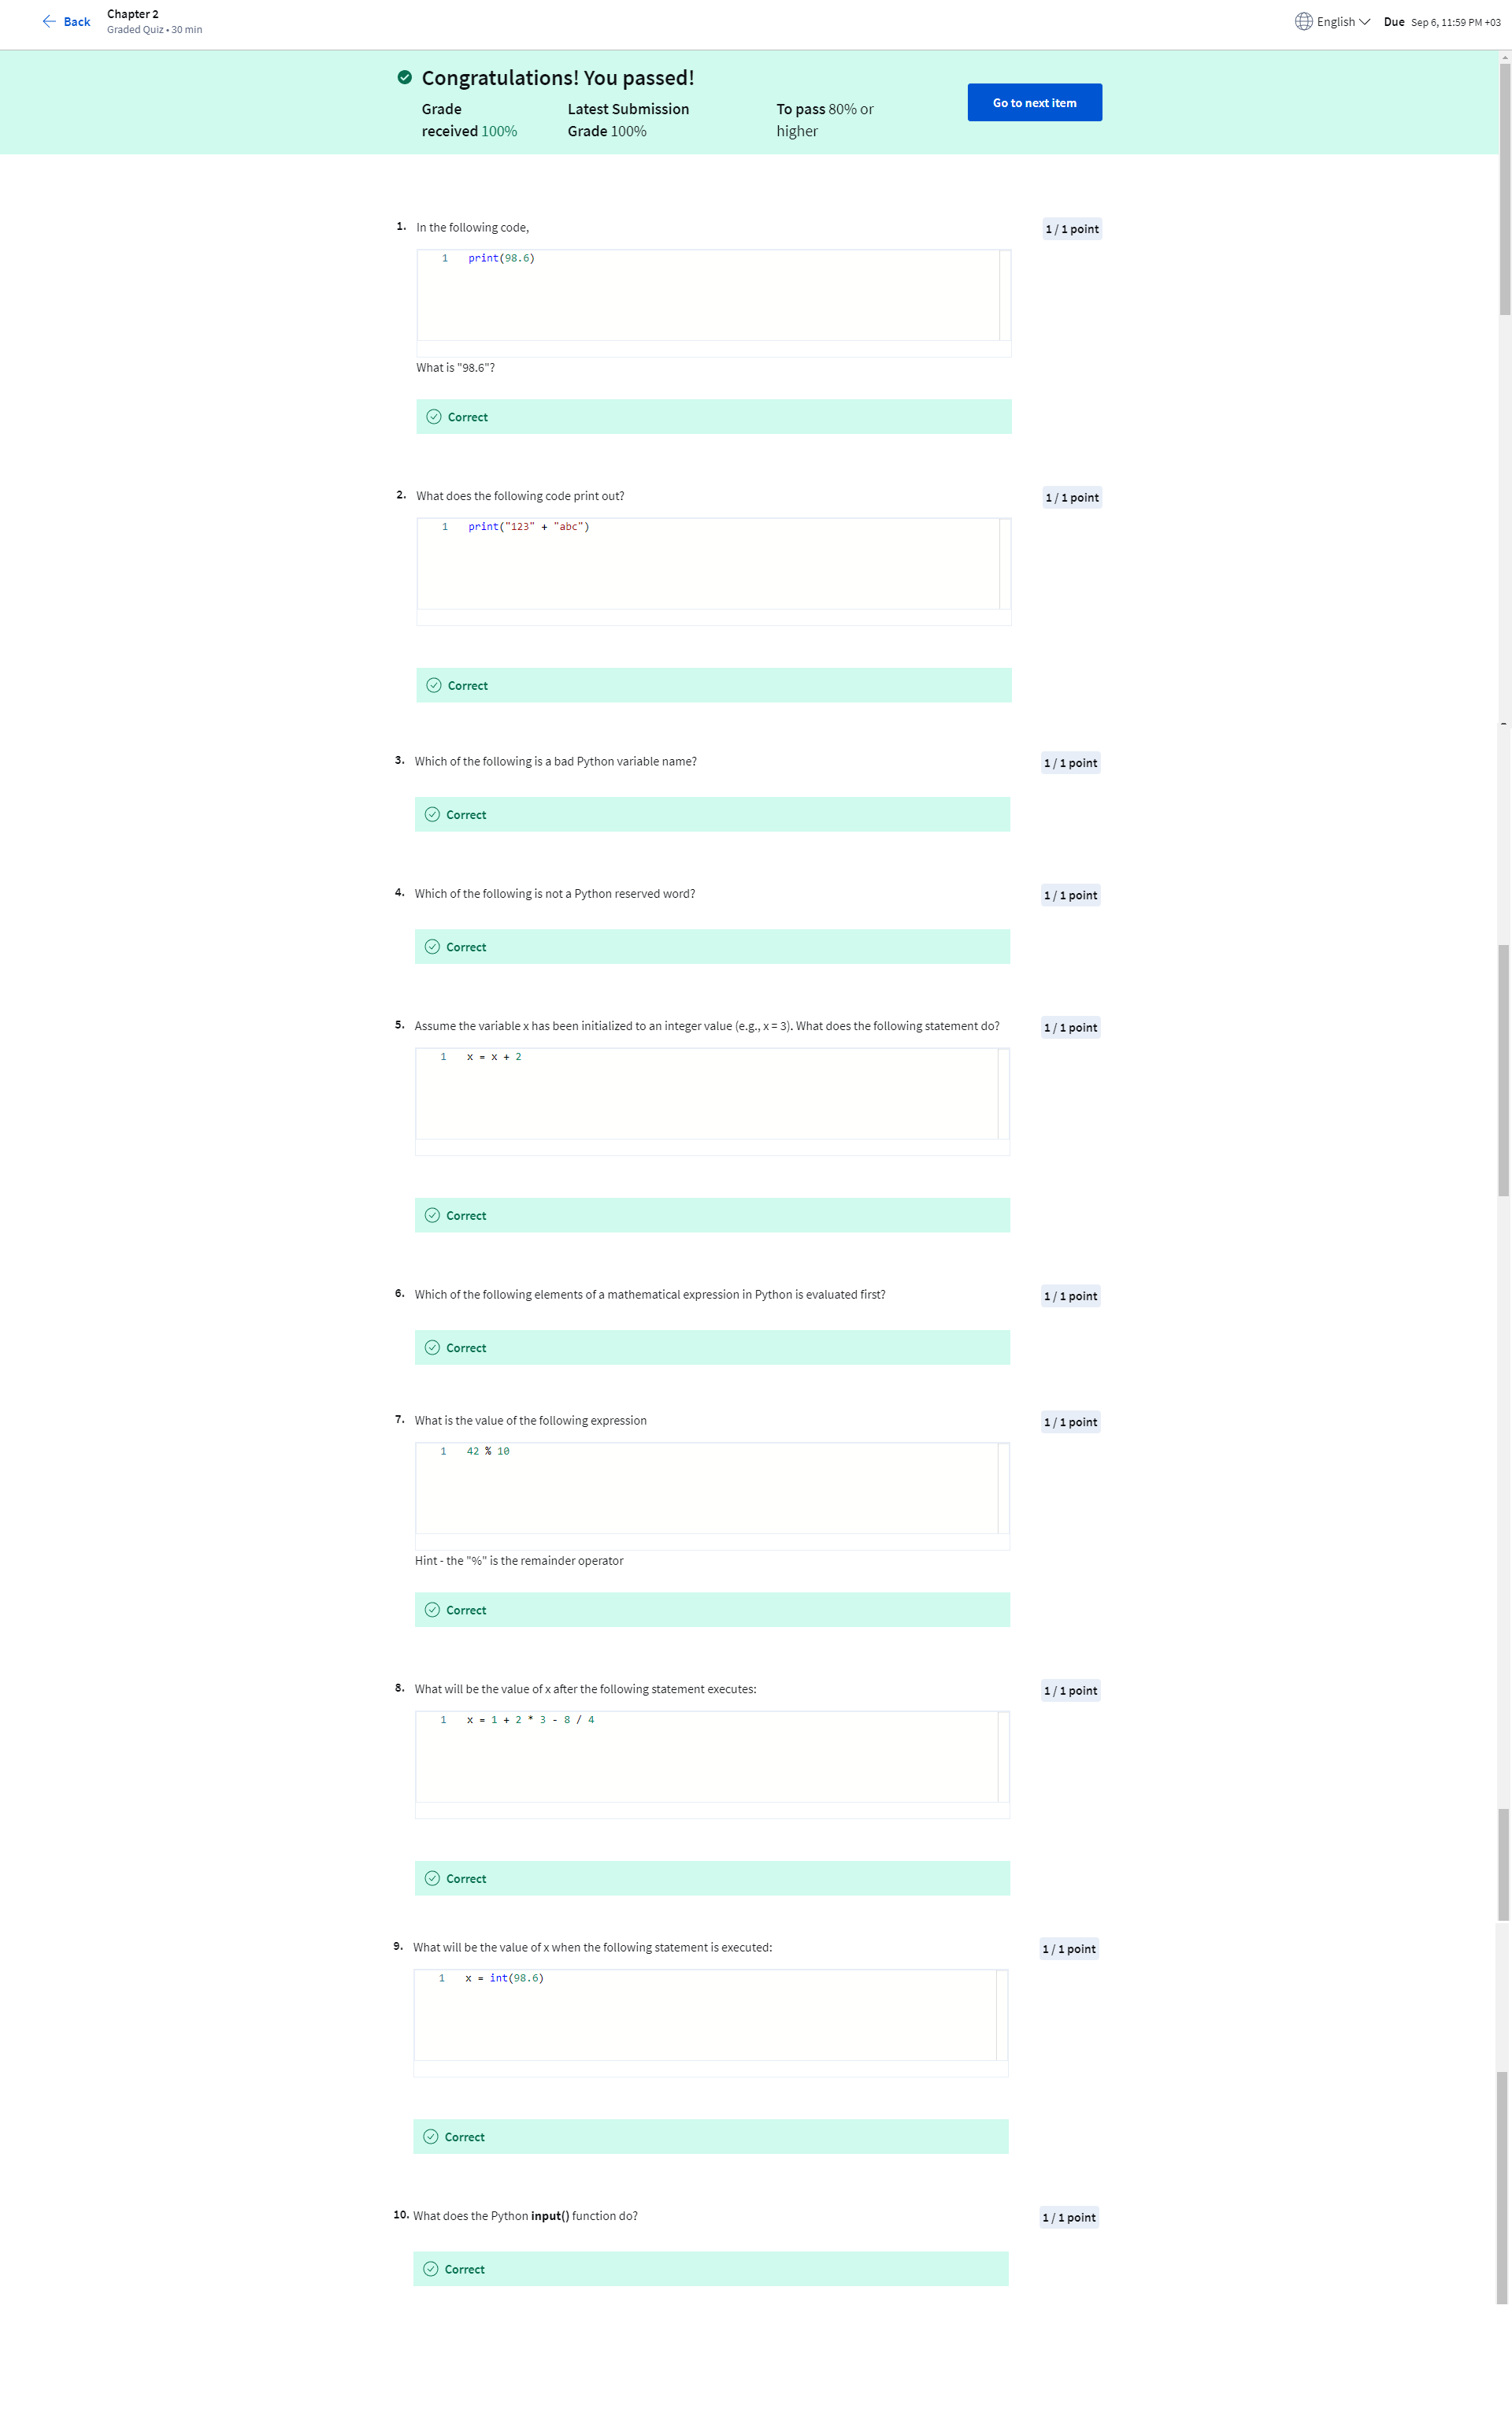 Back
Chapter 2
Graded Quiz • 30 min
English
Due Sep 6, 11:59 PM +03
Congratulations! You passed!
Grade received 100%
Latest Submission Grade 100%
To pass 80% or higher
Go to next item
1. In the following code,
1 / 1 point
1 print(98.6)
What is "98.6"?
Correct
2. What does the following code print out?
1 / 1 point
1 print("123" + "abc")
Correct
3. Which of the following is a bad Python variable name?
1 / 1 point
Correct
4. Which of the following is not a Python reserved word?
1 / 1 point
Correct
5. Assume the variable x has been initialized to an integer value (e.g., x = 3). What does the following statement do?
1 / 1 point
1 x = x + 2
Correct
6. Which of the following elements of a mathematical expression in Python is evaluated first?
1 / 1 point
Correct
7. What is the value of the following expression
1 / 1 point
1 42 % 10
Hint - the "%" is the remainder operator
Correct
8. What will be the value of x after the following statement executes:
1 / 1 point
1 x = 1 + 2 * 3 - 8 / 4
Correct
9. What will be the value of x when the following statement is executed:
1 / 1 point
1 x = int(98.6)
Correct
10. What does the Python input() function do?
1 / 1 point
Correct